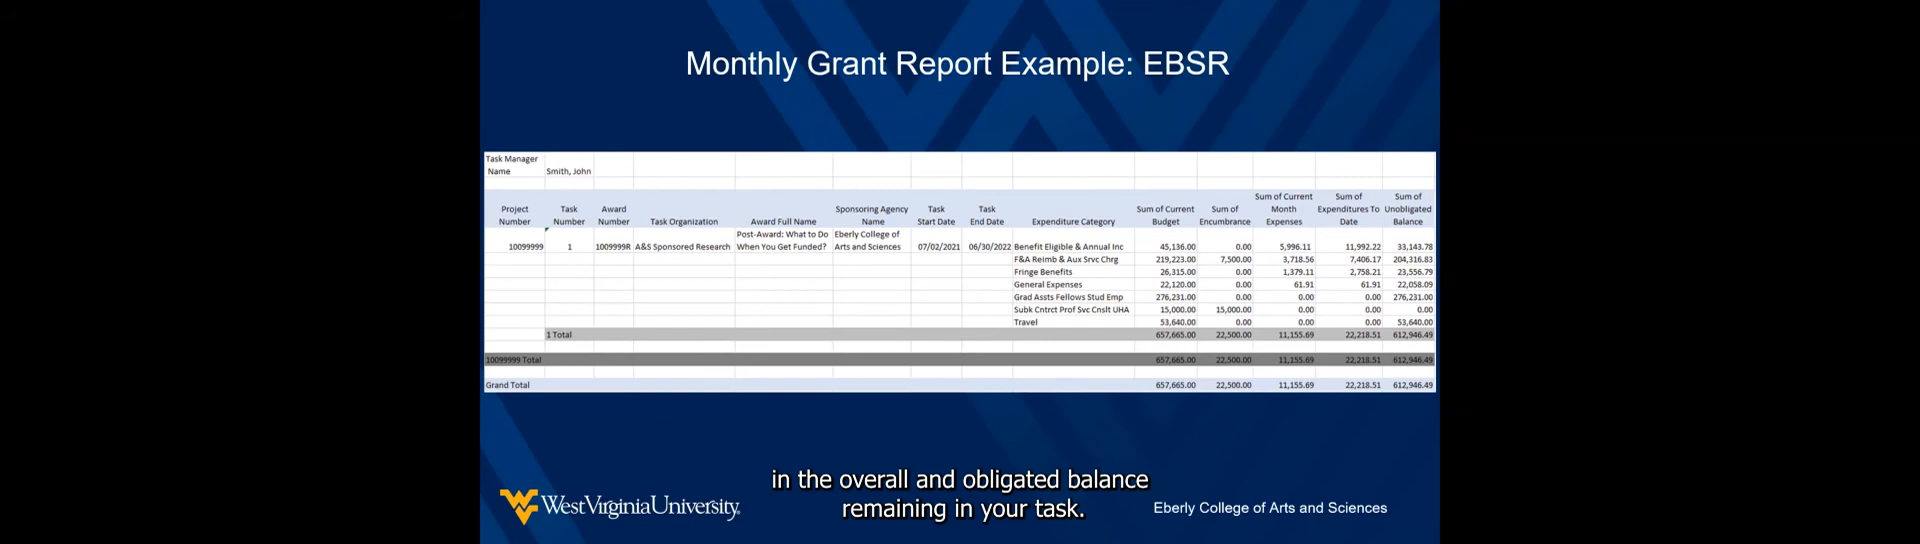 Monthly Grant Report Example: EBSR
Task Manager
Name Smith, John
Sum of Current Sum of Sum of
Project Task Award Sponsoring Agency Task Task Sum of Current Sum of Month Expenditures To Unobligated
Number Number Number Task Organization Award Full Name Name Start Date End Date Expenditure Category Budget Encumbrance Expenses Date Balance
Post-Award: What to Do Eberly College of
10099999 1 1009999R A&S Sponsored Research When You Get Funded? Arts and Sciences 07/02/2021 06/30/2022 Benefit Eligible & Annual Inc 45,136.00 0.00 5,996.11 11,992.22 33,143.78
F&A Reimb & Aux Srvc Chrg 219,223.00 7,500.00 3,718.56 7,406.17 204,316.83
Fringe Benefits 26,315.00 0.00 1,379.11 2,758.21 23,556.79
General Expenses 22,120.00 0.00 61.91 61.91 22,058.09
Grad Assts Fellows Stud Emp 276,231.00 0.00 0.00 0.00 276,231.00
Subk Cntrct Prof Svc Cnslt UHA 15,000.00 15,000.00 0.00 0.00 0.00
Travel 53,640.00 0.00 0.00 0.00 53,640.00
1 Total 657,665.00 22,500.00 11,155.69 22,218.51 612,946.49
10099999 Total 657,665.00 22,500.00 11,155.69 22,218.51 612,946.49
Grand Total 657,665.00 22,500.00 11,155.69 22,218.51 612,946.49
in the overall and obligated balance
remaining in your task.
West Virginia University.
Eberly College of Arts and Sciences